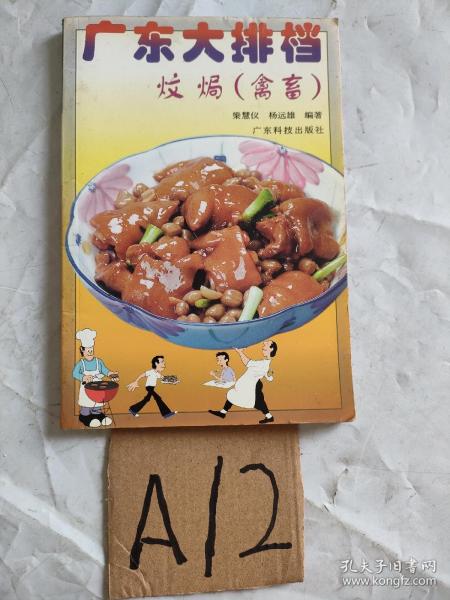 广东大排档
炆焗（禽畜）
梁慧仪 杨远雄 编著
广东科技出版社
A12
孔夫子旧书网
www.kongfz.com